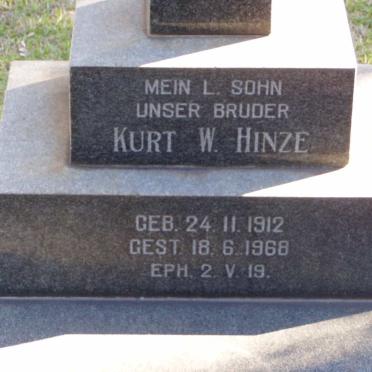 MEIN L. SOHN
UNSER BRUDER
KURT W. HINZE
GEB. 24. 11. 1912
GEST. 18. 6. 1968
EPH. 2. V. 19.